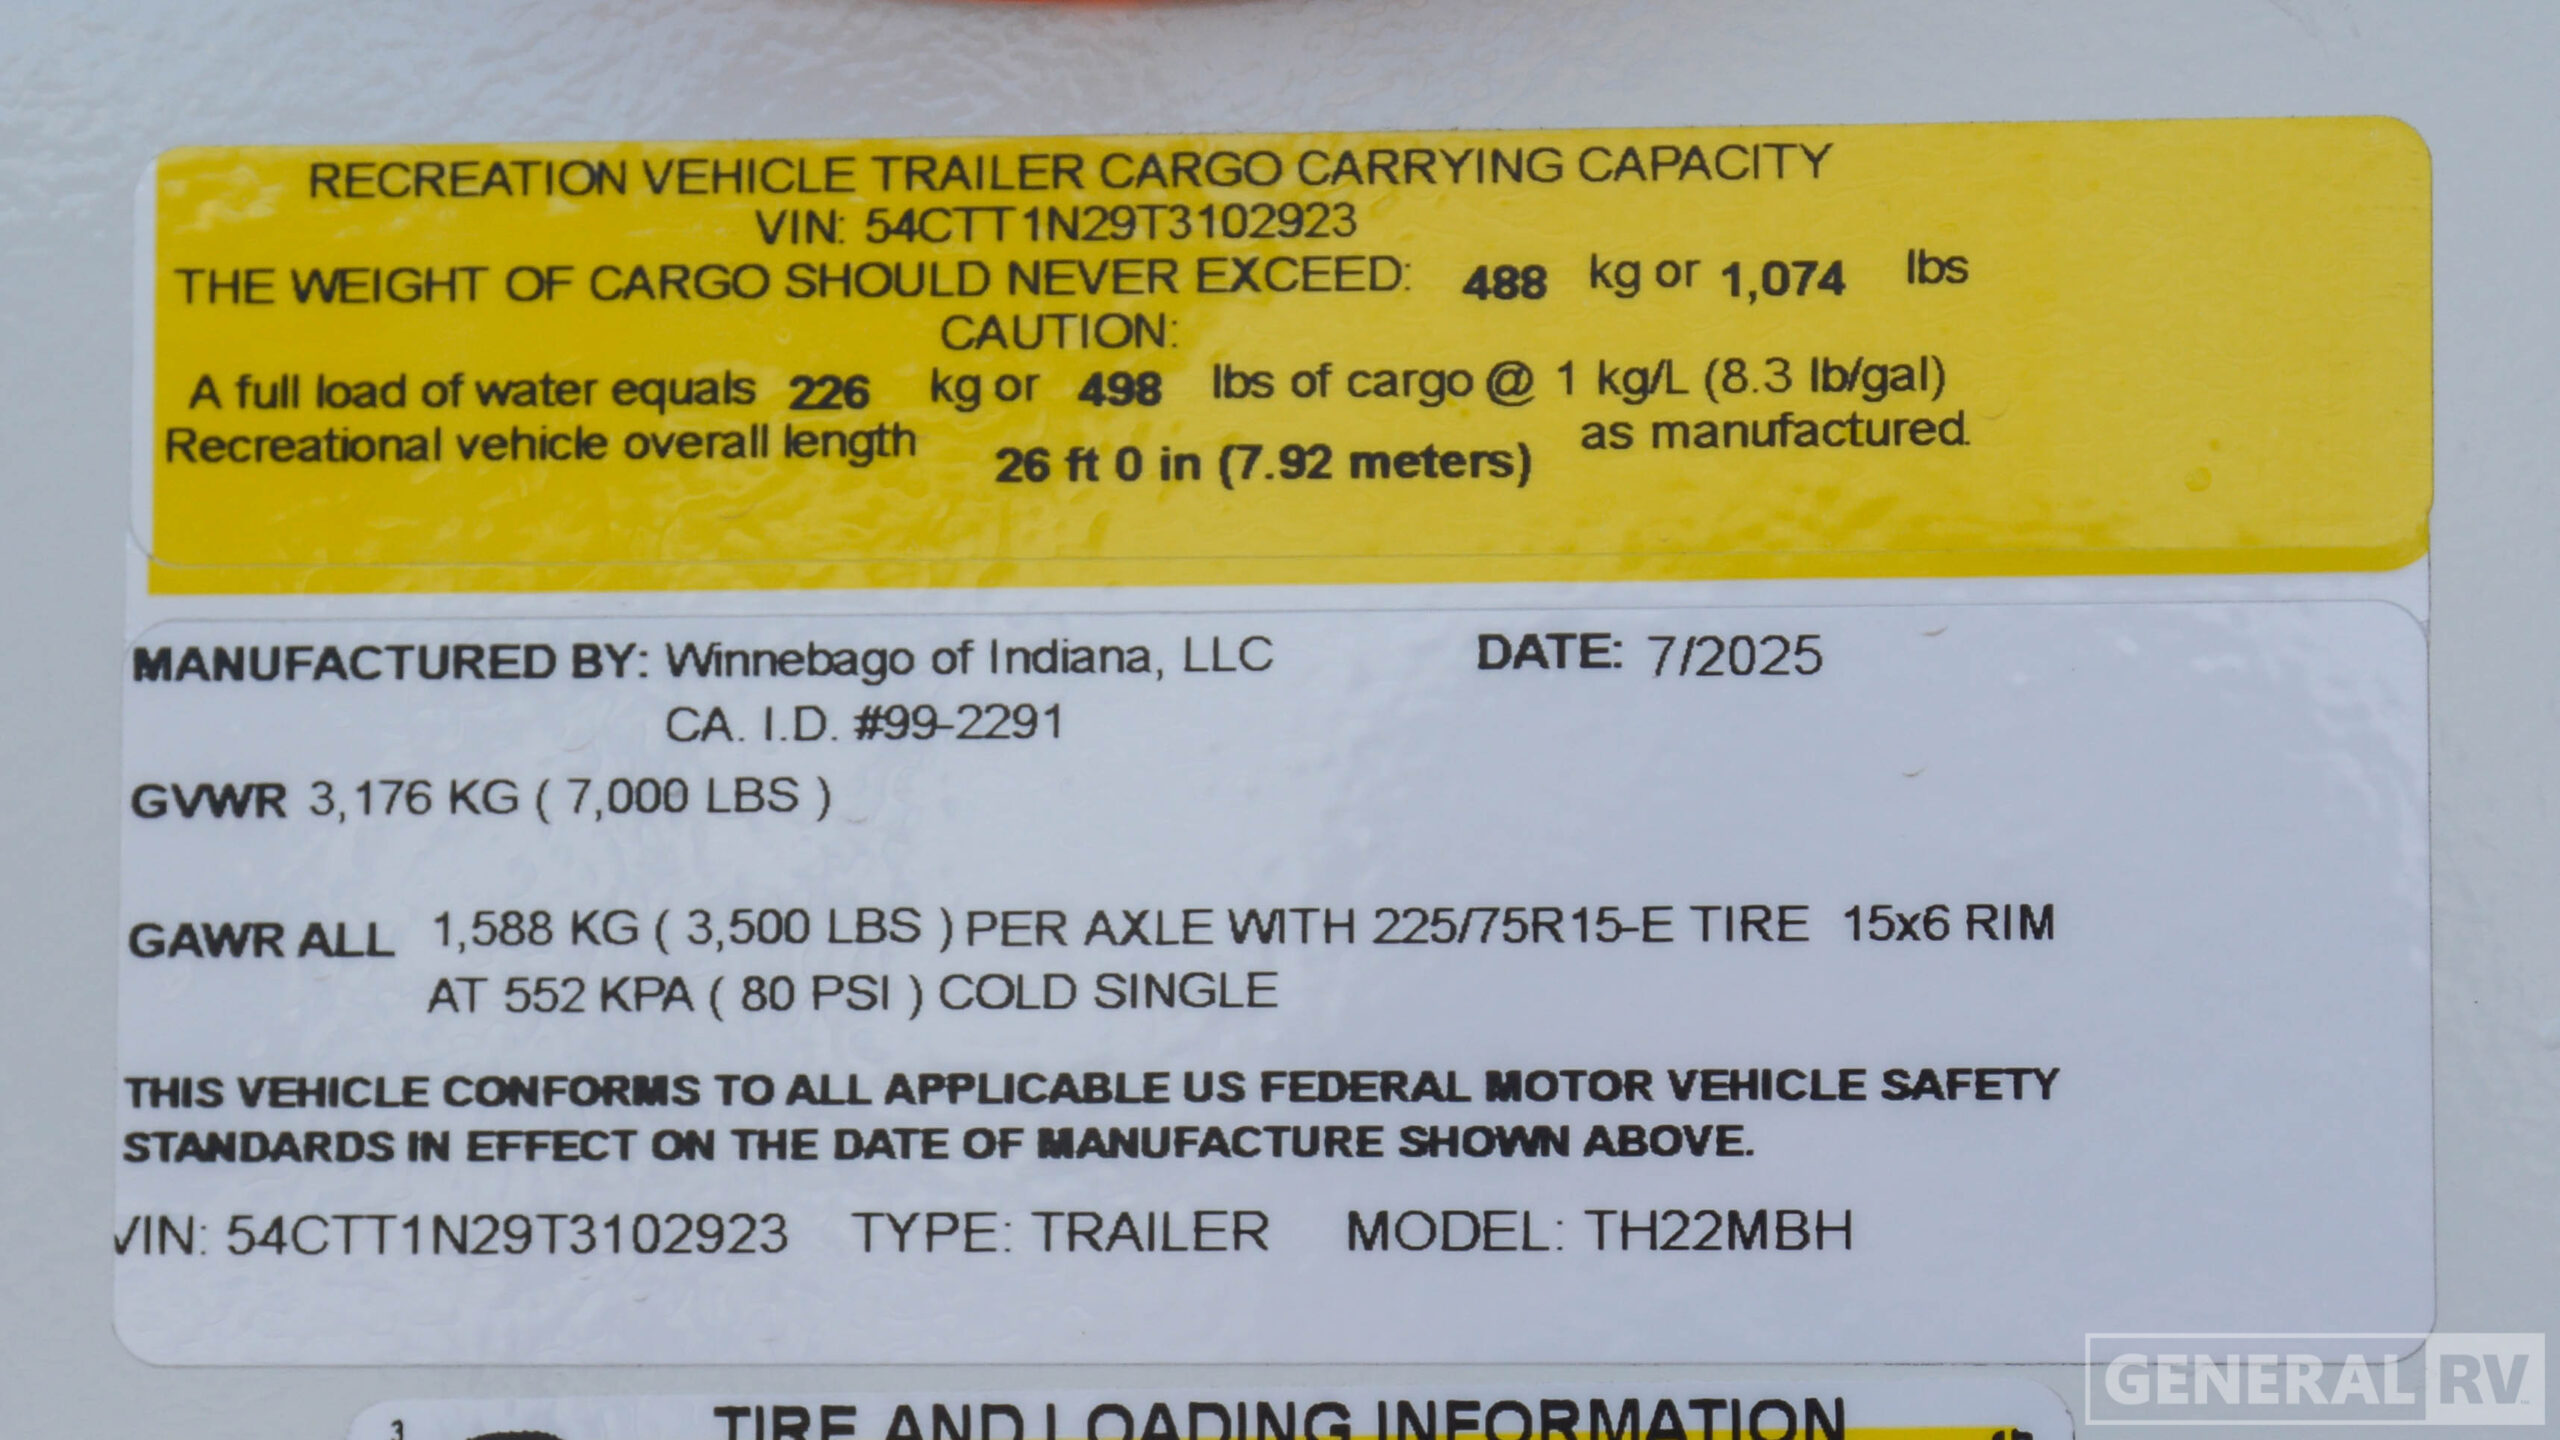 RECREATION VEHICLE TRAILER CARGO CARRYING CAPACITY
VIN: 54CTT1N29T3102923
THE WEIGHT OF CARGO SHOULD NEVER EXCEED: 488 kg or 1,074 lbs
CAUTION:
A full load of water equals 226 kg or 498 lbs of cargo @ 1 kg/L (8.3 lb/gal)
Recreational vehicle overall length 26 ft 0 in (7.92 meters) as manufactured.
MANUFACTURED BY: Winnebago of Indiana, LLC DATE: 7/2025
CA. I.D. #99-2291
GVWR 3,176 KG ( 7,000 LBS )
GAWR ALL 1,588 KG ( 3,500 LBS ) PER AXLE WITH 225/75R15-E TIRE 15x6 RIM
AT 552 KPA ( 80 PSI ) COLD SINGLE
THIS VEHICLE CONFORMS TO ALL APPLICABLE US FEDERAL MOTOR VEHICLE SAFETY
STANDARDS IN EFFECT ON THE DATE OF MANUFACTURE SHOWN ABOVE.
VIN: 54CTT1N29T3102923 TYPE: TRAILER MODEL: TH22MBH
TIRE AND LOADING INFORMATION
GENERAL RV